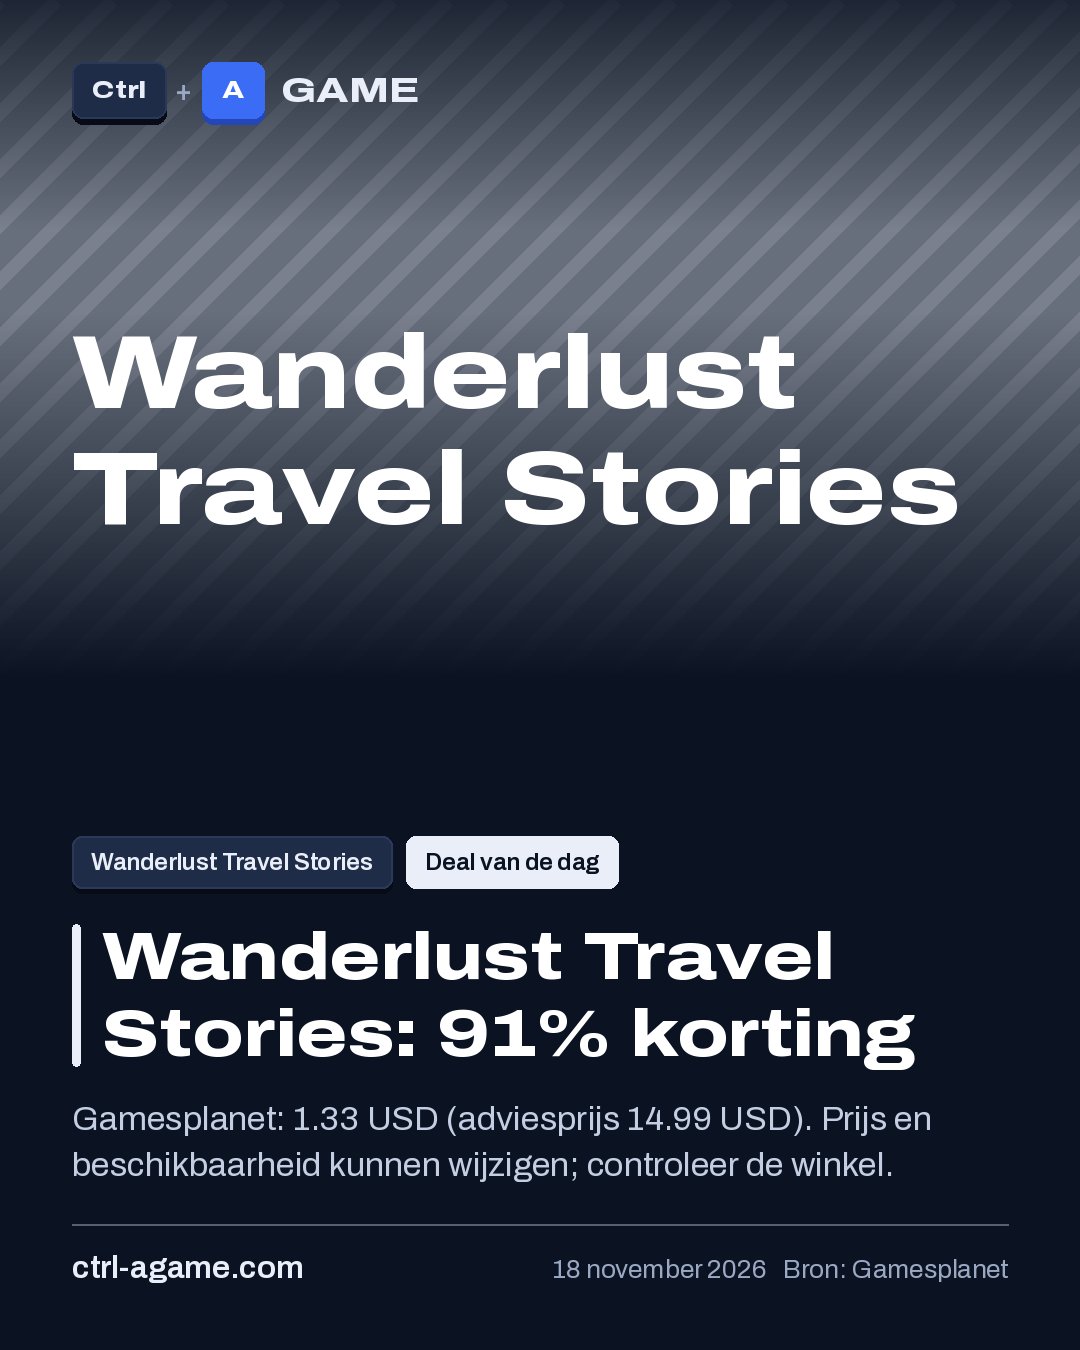 Ctrl + A GAME
Wanderlust
Travel Stories
Wanderlust Travel Stories
Deal van de dag
Wanderlust Travel
Stories: 91% korting
Gamesplanet: 1.33 USD (adviesprijs 14.99 USD). Prijs en
beschikbaarheid kunnen wijzigen; controleer de winkel.
ctrl-agame.com
18 november 2026 Bron: Gamesplanet